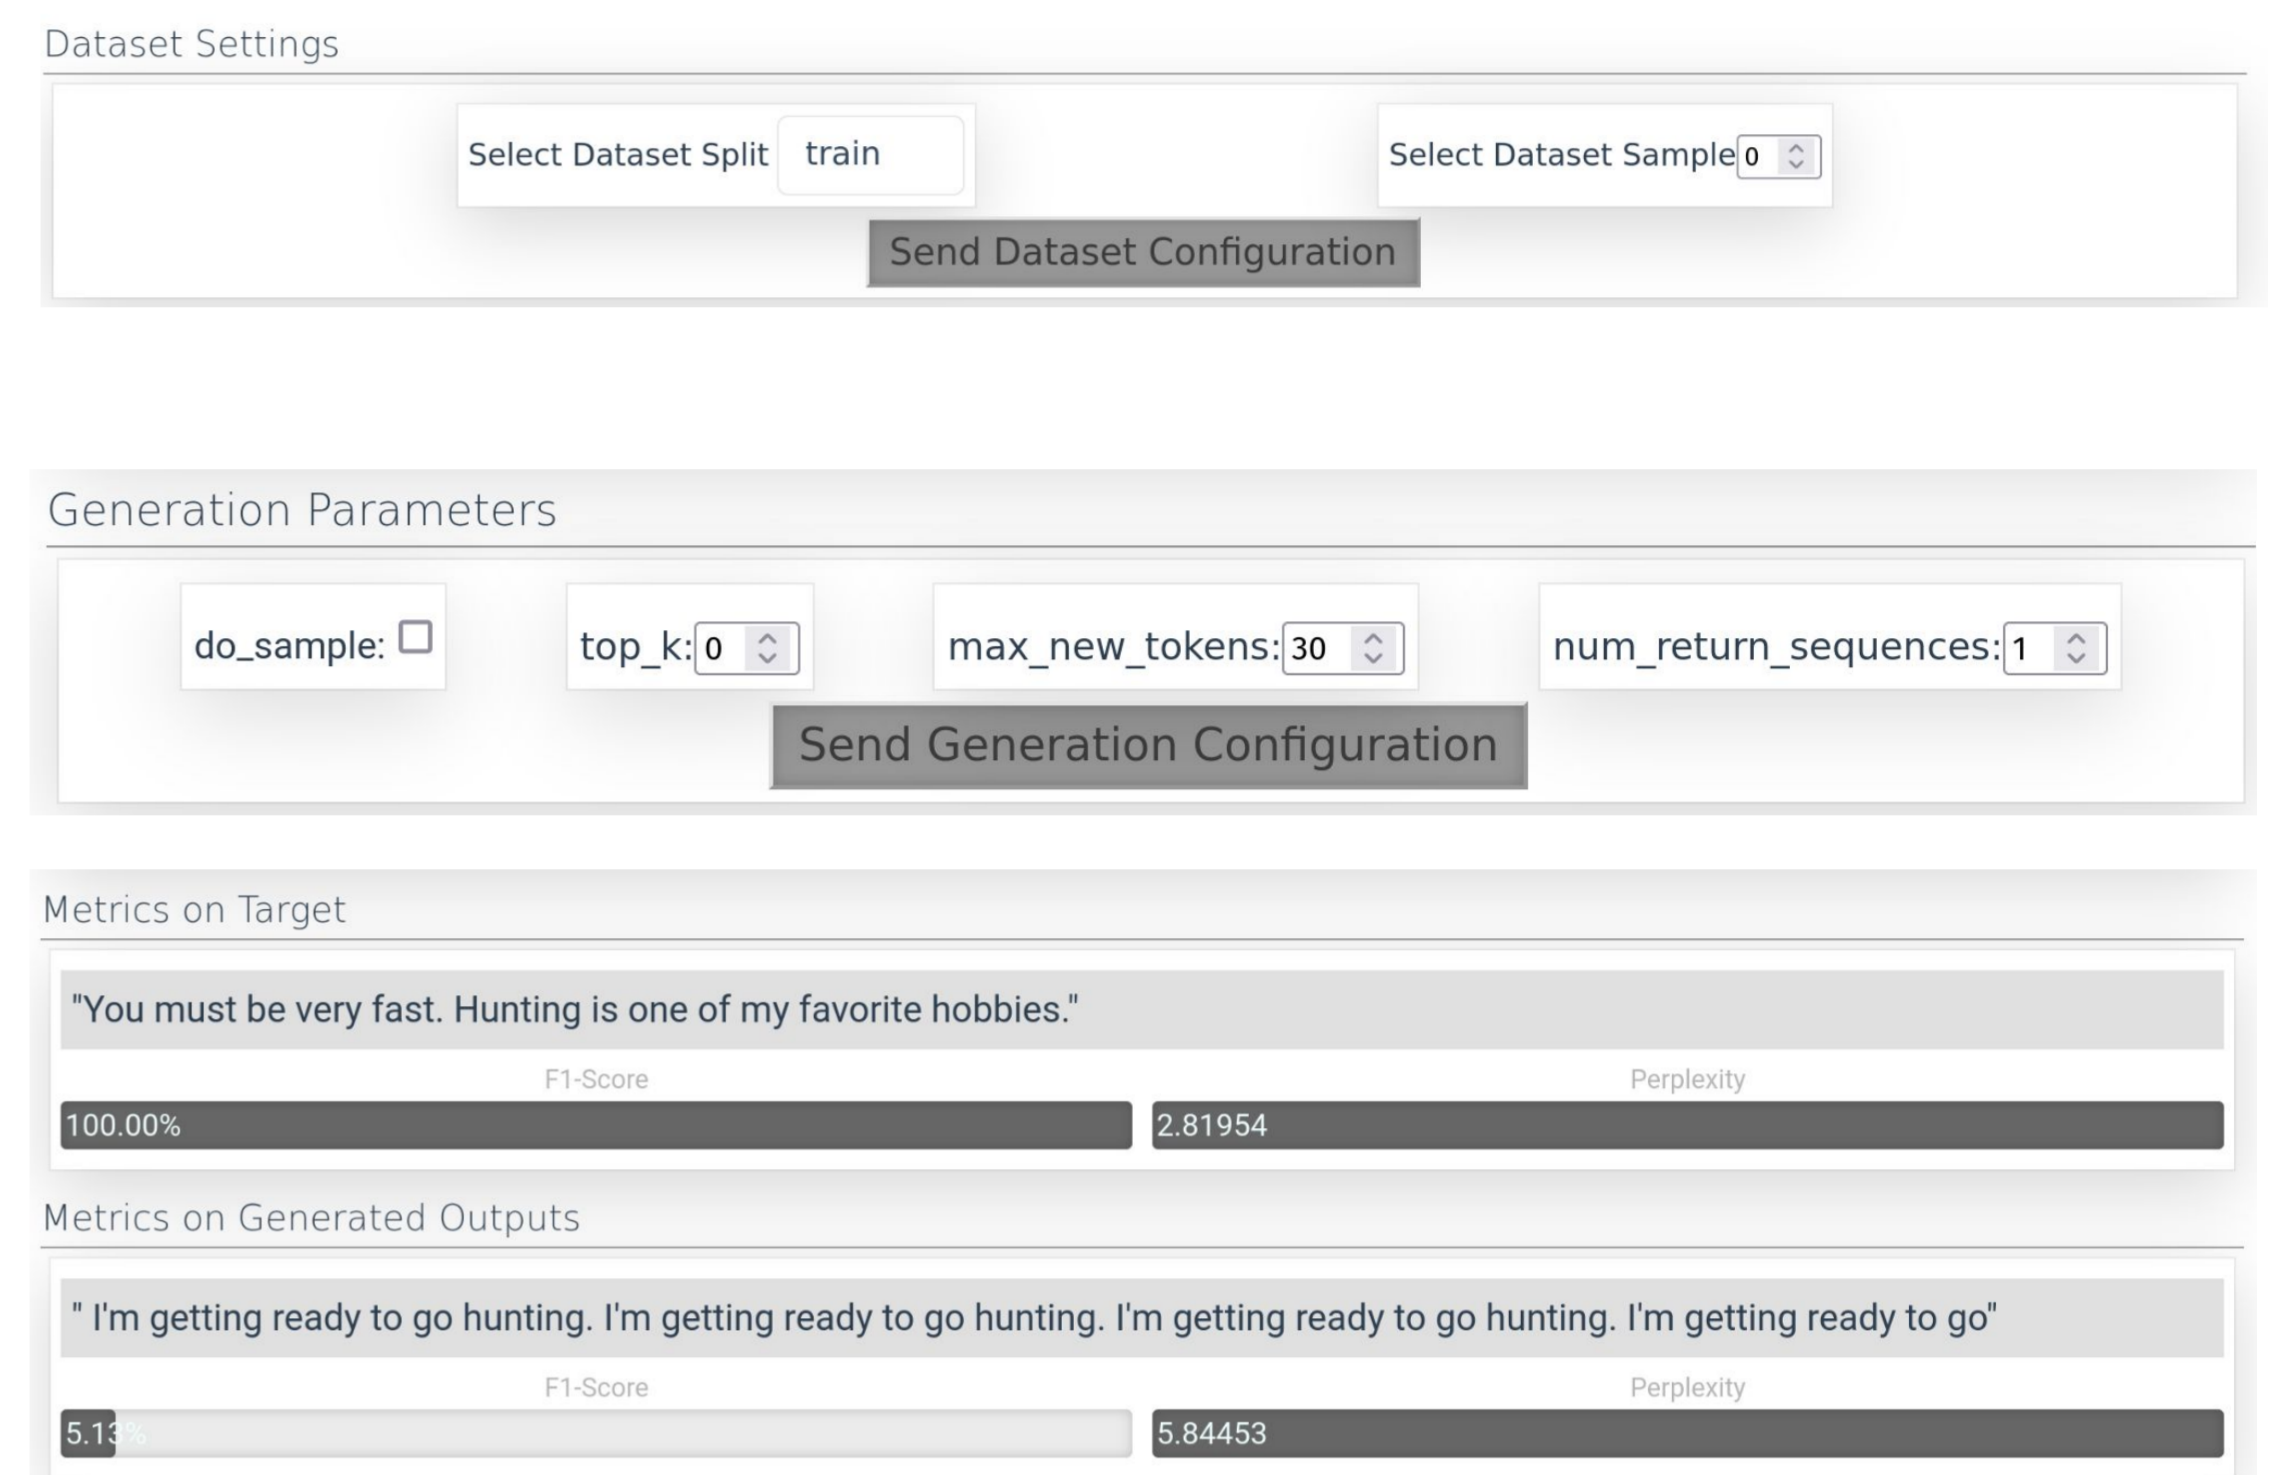 Dataset Settings
Select Dataset Split train Select Dataset Sample 0
Send Dataset Configuration
Generation Parameters
do_sample: top_k: 0 max_new_tokens: 30 num_return_sequences: 1
Send Generation Configuration
Metrics on Target
"You must be very fast. Hunting is one of my favorite hobbies."
F1-Score Perplexity
100.00% 2.81954
Metrics on Generated Outputs
" I'm getting ready to go hunting. I'm getting ready to go hunting. I'm getting ready to go hunting. I'm getting ready to go"
F1-Score Perplexity
5.13% 5.84453